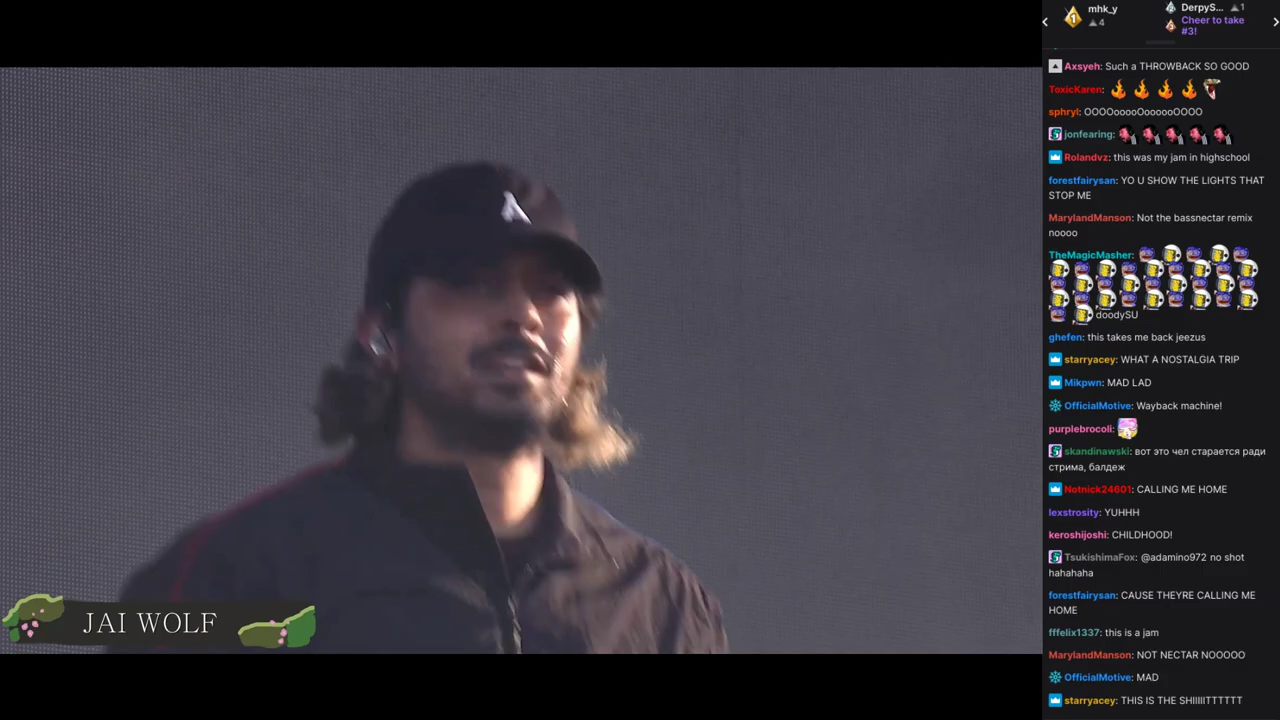 mhk_y
4
DerpyS... 1
Cheer to take
#3!
Axsyeh: Such a THROWBACK SO GOOD
ToxicKaren:
sphryl: OOOOooooOoooooOOOO
jonfearing:
Rolandvz: this was my jam in highschool
forestfairysan: YO U SHOW THE LIGHTS THAT
STOP ME
MarylandManson: Not the bassnectar remix
noooo
TheMagicMasher:
doodySU
ghefen: this takes me back jeezus
starryacey: WHAT A NOSTALGIA TRIP
Mikpwn: MAD LAD
OfficialMotive: Wayback machine!
purplebrocoli:
skandinawski: вот это чел старается ради
стрима, балдеж
Notnick24601: CALLING ME HOME
lexstrosity: YUHHH
keroshijoshi: CHILDHOOD!
TsukishimaFox: @adamino972 no shot
hahahaha
forestfairysan: CAUSE THEYRE CALLING ME
HOME
fffelix1337: this is a jam
MarylandManson: NOT NECTAR NOOOOO
OfficialMotive: MAD
starryacey: THIS IS THE SHIIIIITTTTTT
JAI WOLF